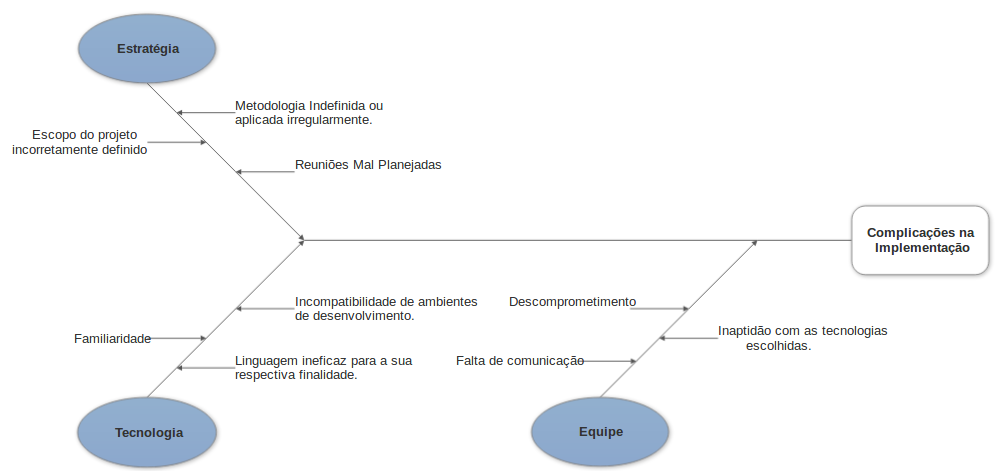 Estratégia
Metodologia Indefinida ou
aplicada irregularmente.
Escopo do projeto
incorretamente definido
Reuniões Mal Planejadas
Complicações na
Implementação
Incompatibilidade de ambientes
de desenvolvimento.
Familiaridade
Linguagem ineficaz para a sua
respectiva finalidade.
Tecnologia
Descomprometimento
Inaptidão com as tecnologias
escolhidas.
Falta de comunicação
Equipe